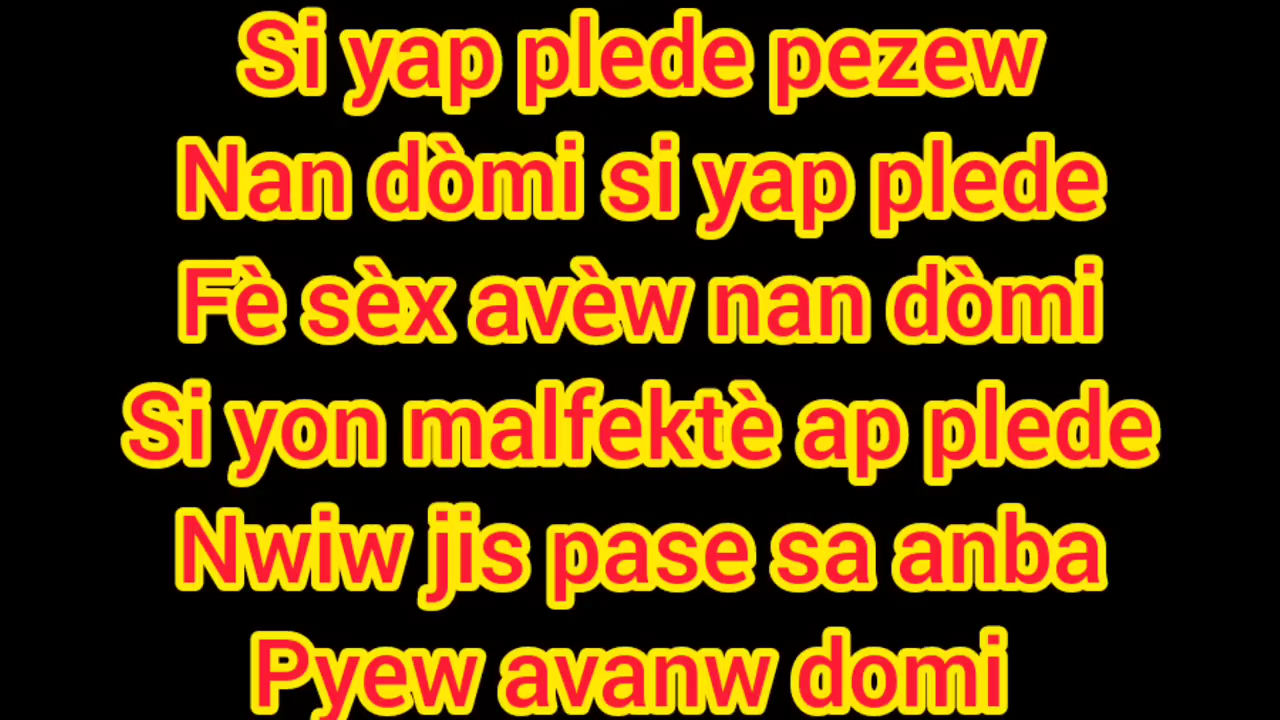 Si yap plede pezew
Nan dòmi si yap plede
Fè sèx avèw nan dòmi
Si yon malfektè ap plede
Nwiw jis pase sa anba
Pyew avanw domi